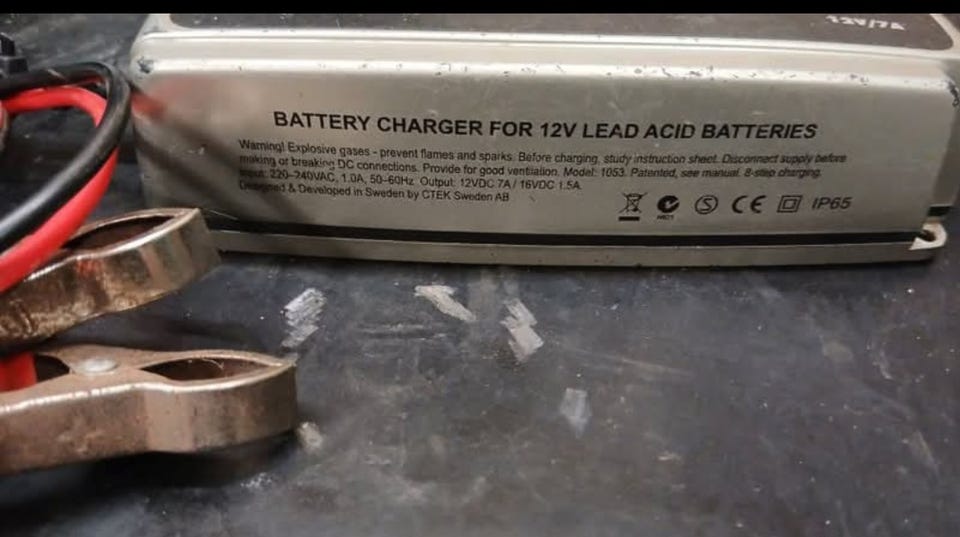 12V/7A
BATTERY CHARGER FOR 12V LEAD ACID BATTERIES
Warning! Explosive gases - prevent flames and sparks. Before charging, study instruction sheet. Disconnect supply before
making or breaking DC connections. Provide for good ventilation. Model: 1053. Patented, see manual. 8-step charging.
Input: 220-240VAC, 1.0A, 50-60Hz. Output: 12VDC 7A / 16VDC 1.5A.
Designed & Developed in Sweden by CTEK Sweden AB
S CE IP65